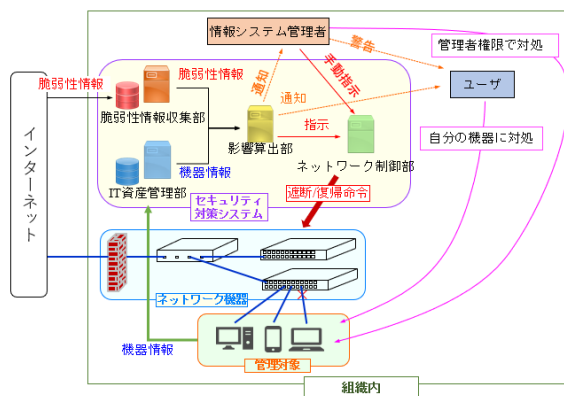 情報システム管理者
警告
管理者権限で対処
脆弱性情報
脆弱性情報
通知
手動指示
ユーザ
通知
脆弱性情報収集部
指示
影響算出部
自分の機器に対処
機器情報
ネットワーク制御部
IT資産管理部
セキュリティ
対策システム
遮断/復帰命令
インターネット
ネットワーク機器
機器情報
管理対象
組織内